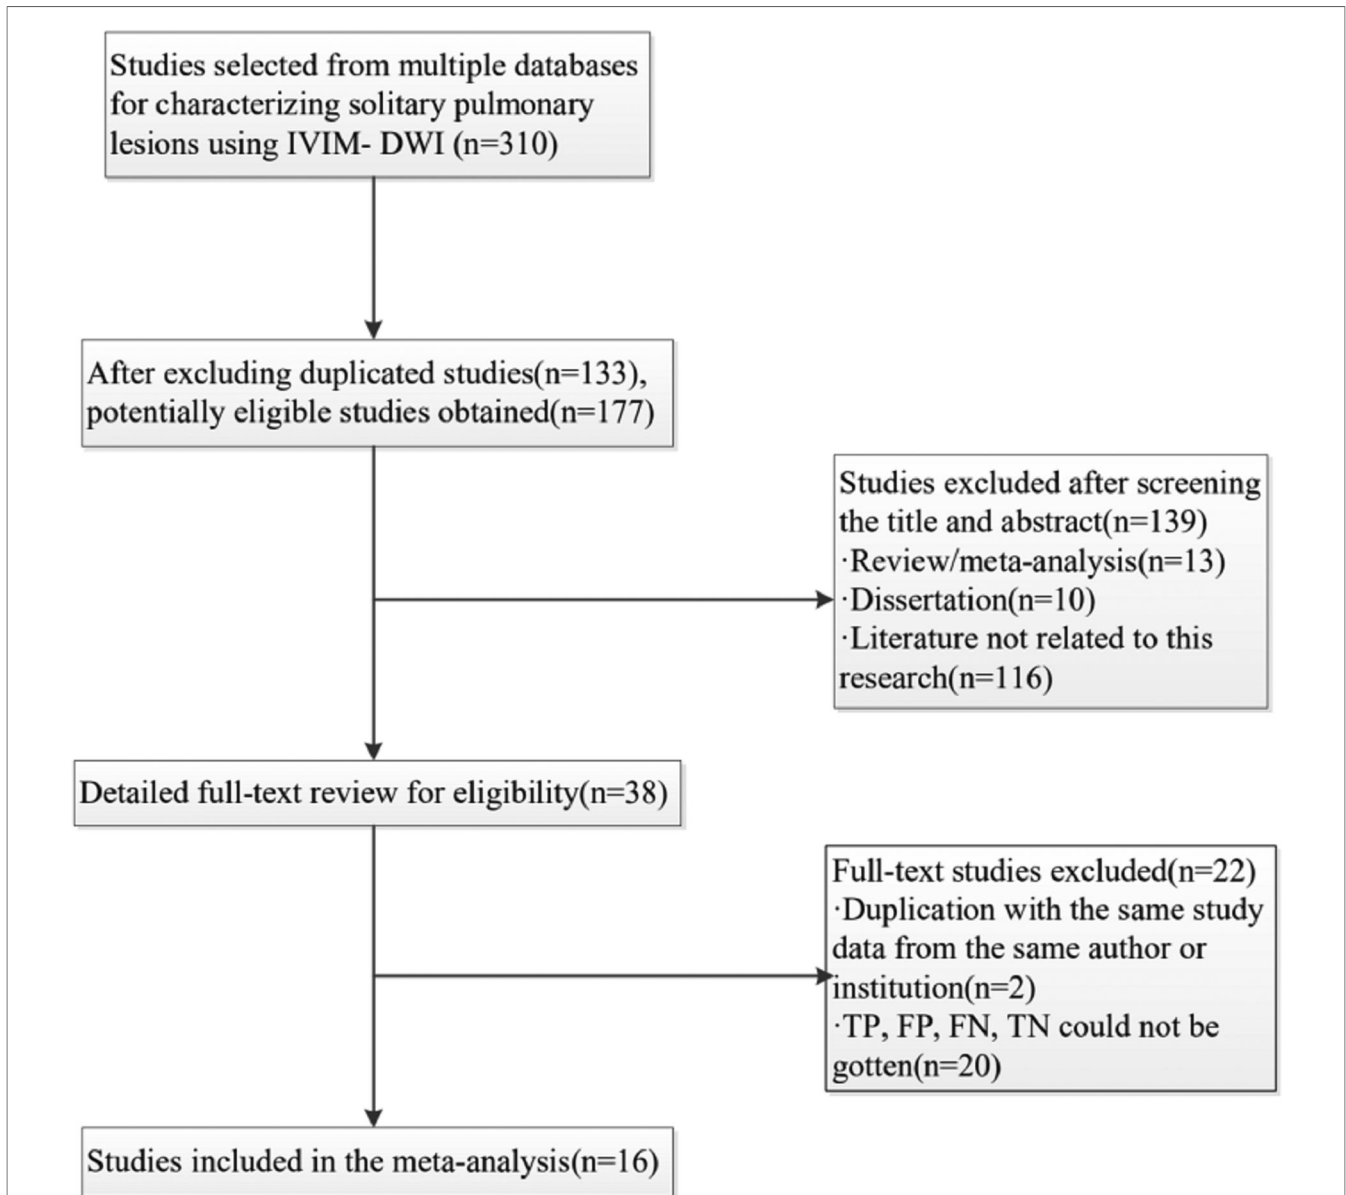 Studies selected from multiple databases
for characterizing solitary pulmonary
lesions using IVIM- DWI (n=310)
After excluding duplicated studies(n=133),
potentially eligible studies obtained(n=177)
Studies excluded after screening
the title and abstract(n=139)
·Review/meta-analysis(n=13)
·Dissertation(n=10)
·Literature not related to this
research(n=116)
Detailed full-text review for eligibility(n=38)
Full-text studies excluded(n=22)
·Duplication with the same study
data from the same author or
institution(n=2)
·TP, FP, FN, TN could not be
gotten(n=20)
Studies included in the meta-analysis(n=16)